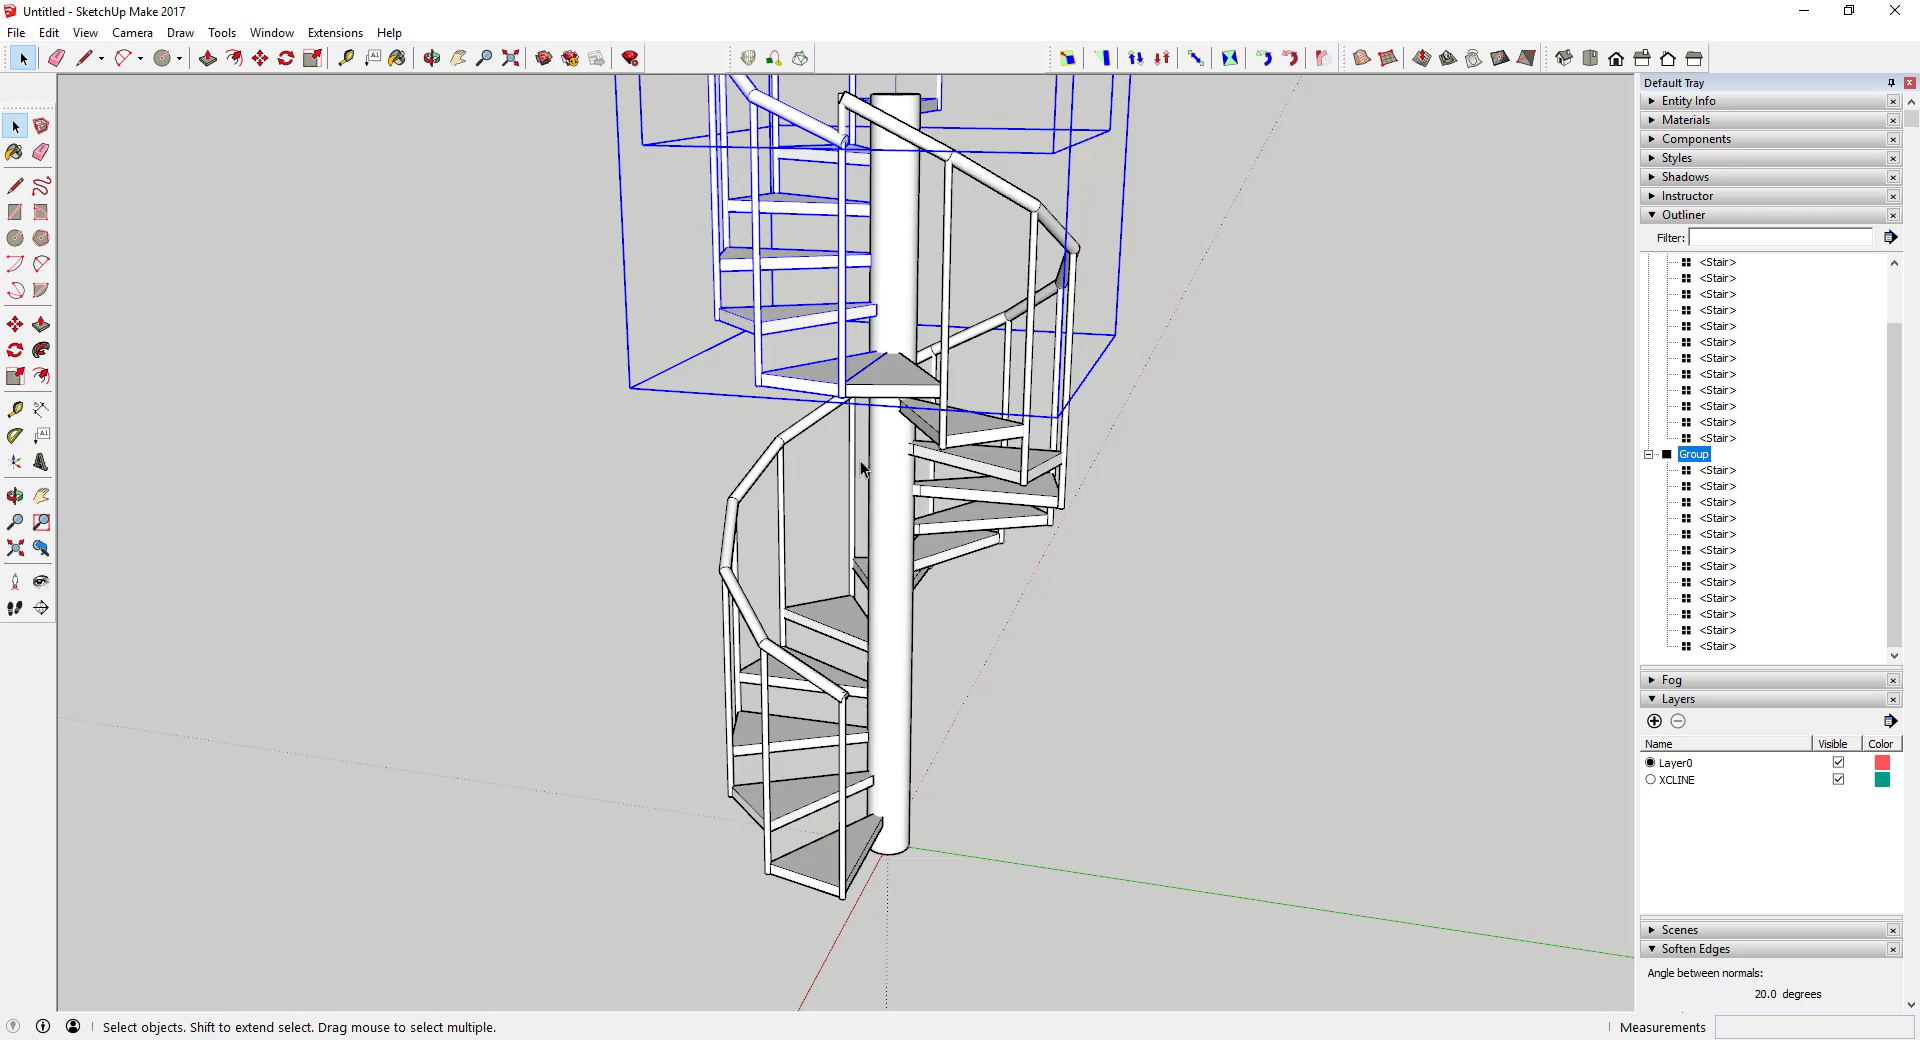 Untitled - SketchUp Make 2017
File Edit View Camera Draw Tools Window Extensions Help
Default Tray
Entity Info
Materials
Components
Styles
Shadows
Instructor
Outliner
Filter:
<Stair>
<Stair>
<Stair>
<Stair>
<Stair>
<Stair>
<Stair>
<Stair>
<Stair>
<Stair>
<Stair>
<Stair>
Group
<Stair>
<Stair>
<Stair>
<Stair>
<Stair>
<Stair>
<Stair>
<Stair>
<Stair>
<Stair>
<Stair>
<Stair>
Fog
Layers
Name Visible Color
Layer0
XCLINE
Scenes
Soften Edges
Angle between normals:
20.0 degrees
Select objects. Shift to extend select. Drag mouse to select multiple.
Measurements